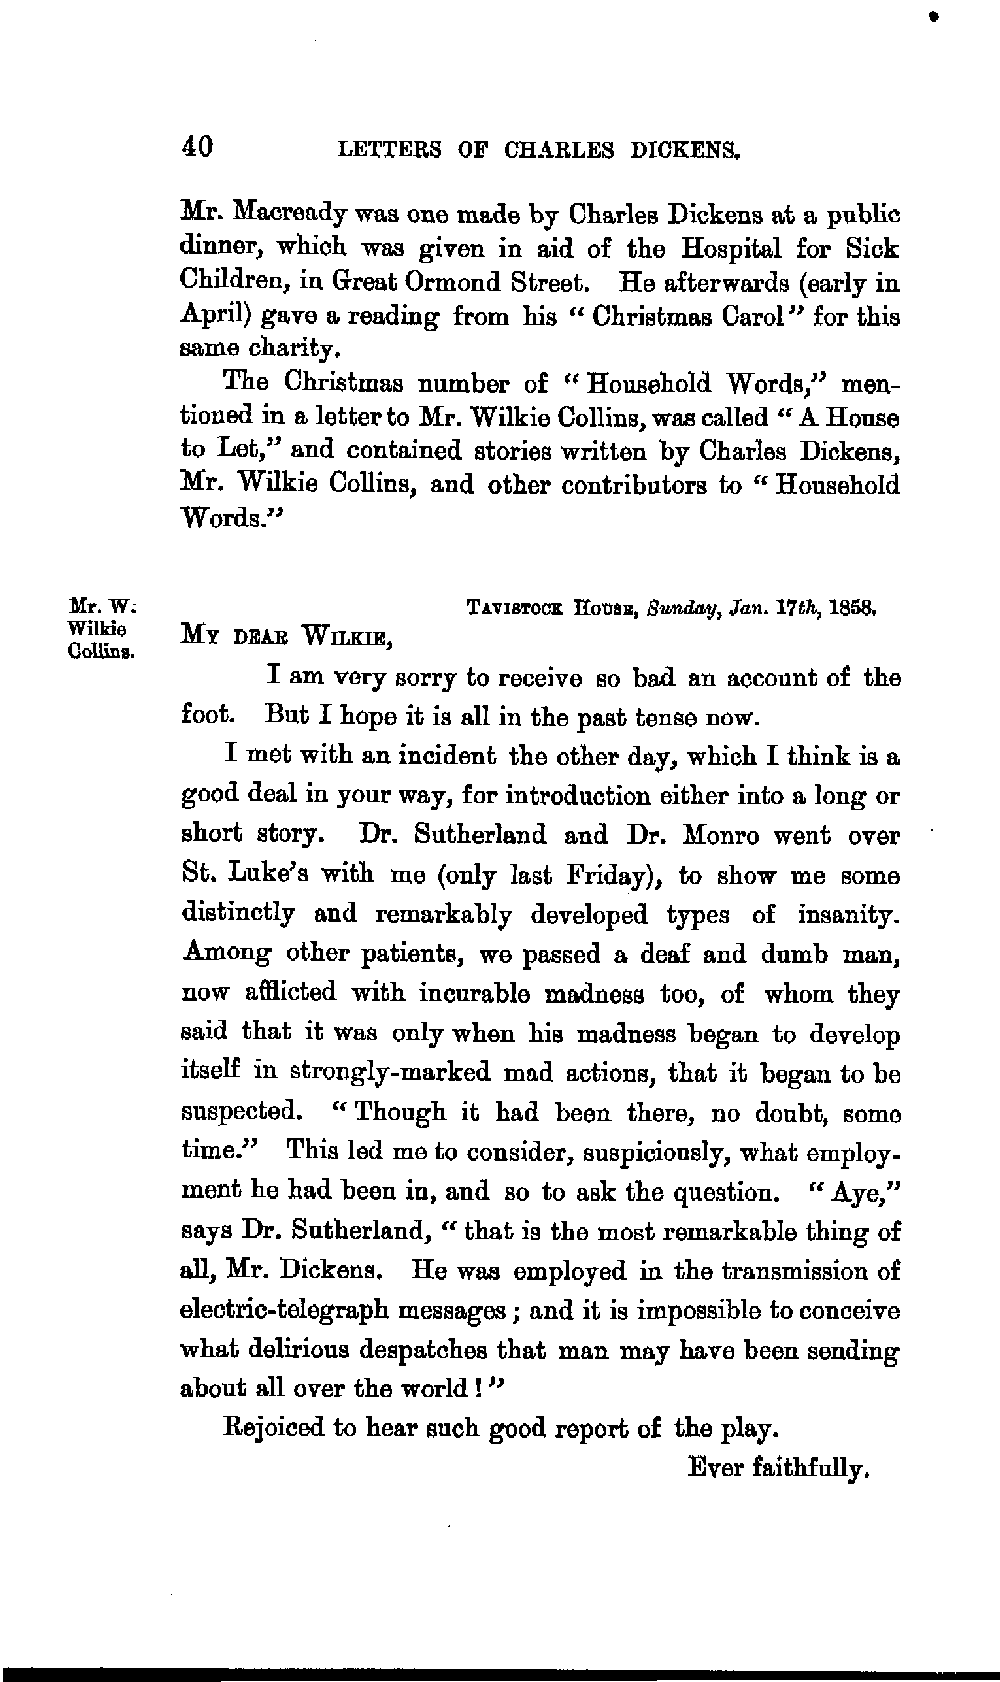 40 LETTERS OF CHARLES DICKENS.
Mr. Macready was one made by Charles Dickens at a public
dinner, which was given in aid of the Hospital for Sick
Children, in Great Ormond Street. He afterwards (early in
April) gave a reading from his “Christmas Carol” for this
same charity.
The Christmas number of “Household Words,” men-
tioned in a letter to Mr. Wilkie Collins, was called “A House
to Let,” and contained stories written by Charles Dickens,
Mr. Wilkie Collins, and other contributors to “Household
Words.”
Mr. W.
Wilkie
Collins.
TAVISTOCK HOUSE, Sunday, Jan. 17th, 1858.
MY DEAR WILKIE,
I am very sorry to receive so bad an account of the
foot. But I hope it is all in the past tense now.
I met with an incident the other day, which I think is a
good deal in your way, for introduction either into a long or
short story. Dr. Sutherland and Dr. Monro went over
St. Luke’s with me (only last Friday), to show me some
distinctly and remarkably developed types of insanity.
Among other patients, we passed a deaf and dumb man,
now afflicted with incurable madness too, of whom they
said that it was only when his madness began to develop
itself in strongly-marked mad actions, that it began to be
suspected. “Though it had been there, no doubt, some
time.” This led me to consider, suspiciously, what employ-
ment he had been in, and so to ask the question. “Aye,”
says Dr. Sutherland, “that is the most remarkable thing of
all, Mr. Dickens. He was employed in the transmission of
electric-telegraph messages; and it is impossible to conceive
what delirious despatches that man may have been sending
about all over the world!”
Rejoiced to hear such good report of the play.
Ever faithfully.